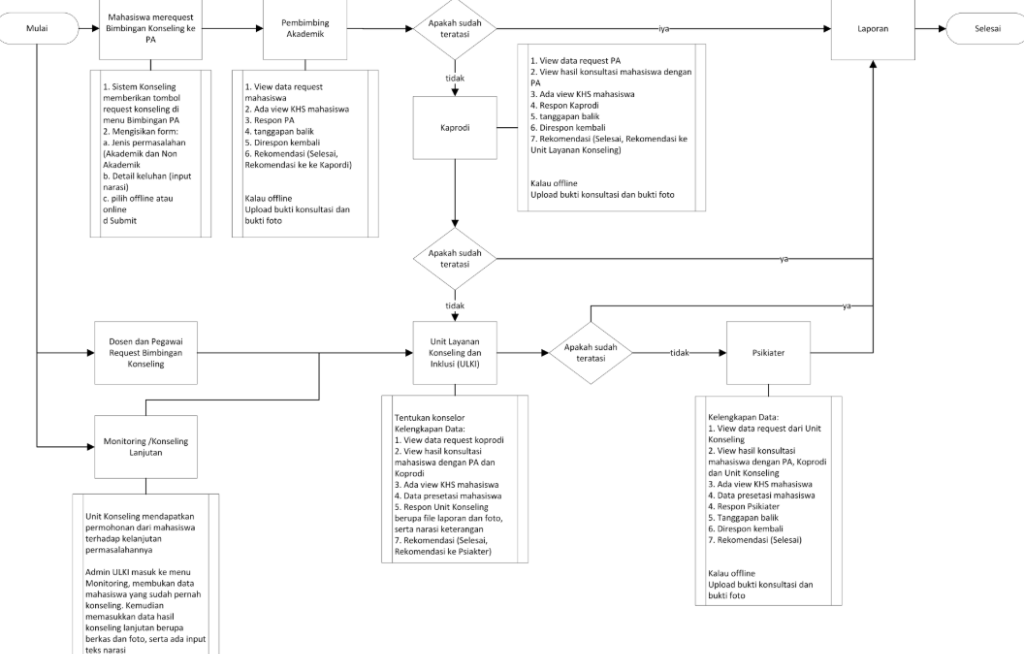 Mulai
Mahasiswa merequest
Bimbingan Konseling ke
PA
Pembimbing
Akademik
Apakah sudah
teratasi
iya
Laporan
Selesai
1. Sistem Konseling
memberikan tombol
request konseling di
menu Bimbingan PA
2. Mengisikan form:
a. Jenis permasalahan
(Akademik dan Non
Akademik
b. Detail keluhan (input
narasi)
c. pilih offline atau
online
d Submit
1. View data request
mahasiswa
2. Ada view KHS mahasiswa
3. Respon PA
4. tanggapan balik
5. Direspon kembali
6. Rekomendasi (Selesai,
Rekomendasi ke ke Kapordi)
Kalau offline
Upload bukti konsultasi dan
bukti foto
tidak
Kaprodi
1. View data request PA
2. View hasil konsultasi mahasiswa dengan
PA
3. Ada view KHS mahasiswa
4. Respon Kaprodi
5. tanggapan balik
6. Direspon kembali
7. Rekomendasi (Selesai, Rekomendasi ke
Unit Layanan Konseling)
Kalau offline
Upload bukti konsultasi dan bukti foto
Apakah sudah
teratasi
ya
tidak
Dosen dan Pegawai
Request Bimbingan
Konseling
Unit Layanan
Konseling dan
Inklusi (ULKI)
Apakah sudah
teratasi
ya
tidak
Psikiater
Monitoring /Konseling
Lanjutan
Tentukan konselor
Kelengkapan Data:
1. View data request koprodi
2. View hasil konsultasi
mahasiswa dengan PA dan
Koprodi
3. Ada view KHS mahasiswa
4. Data presetasi mahasiswa
5. Respon Unit Konseling
berupa file laporan dan foto,
serta narasi keterangan
7. Rekomendasi (Selesai,
Rekomendasi ke Psiakter)
Kelengkapan Data:
1. View data request dari Unit
Konseling
2. View hasil konsultasi
mahasiswa dengan PA, Koprodi
dan Unit Konseling
3. Ada view KHS mahasiswa
4. Data presetasi mahasiswa
4. Respon Psikiater
5. Tanggapan balik
6. Direspon kembali
7. Rekomendasi (Selesai)
Kalau offline
Upload bukti konsultasi dan
bukti foto
Unit Konseling mendapatkan
permohonan dari mahasiswa
terhadap kelanjutan
permasalahannya
Admin ULKI masuk ke menu
Monitoring, membukan data
mahasiswa yang sudah pernah
konseling. Kemudian
memasukkan data hasil
konseling lanjutan berupa
berkas dan foto, serta ada input
teks narasi